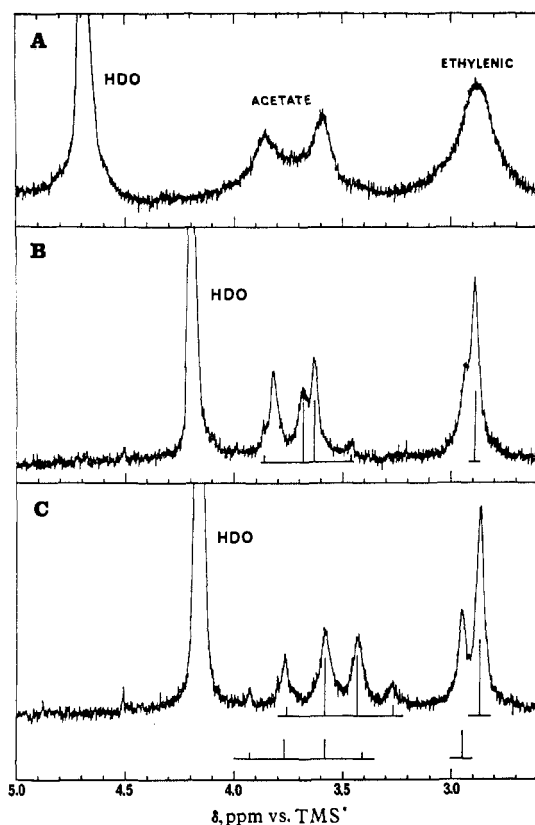 A
HDO
ACETATE
ETHYLENIC
B
HDO
C
HDO
5.0 4.5 4.0 3.5 3.0
δ, ppm vs. TMS*